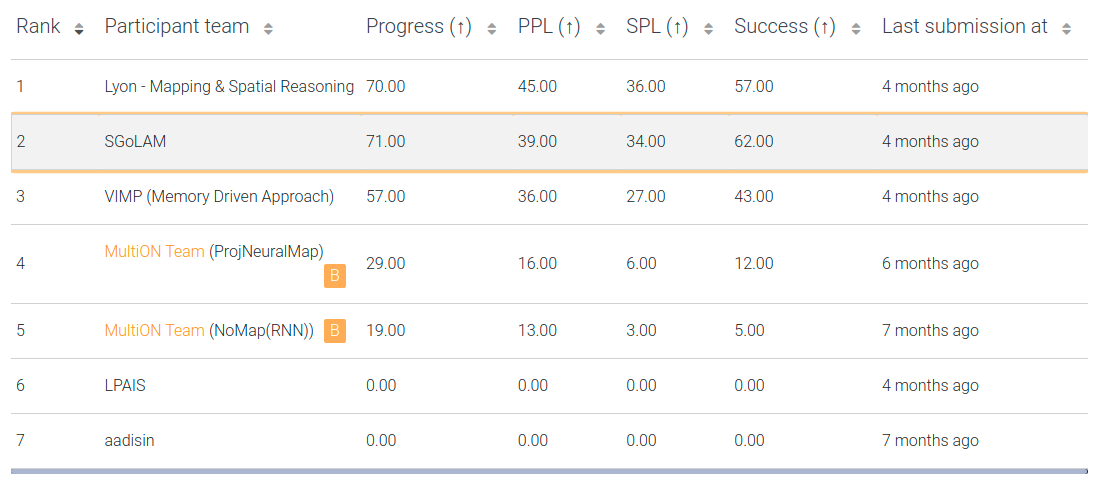 Rank Participant team Progress (↑) PPL (↑) SPL (↑) Success (↑) Last submission at
1 Lyon - Mapping & Spatial Reasoning 70.00 45.00 36.00 57.00 4 months ago
2 SGoLAM 71.00 39.00 34.00 62.00 4 months ago
3 VIMP (Memory Driven Approach) 57.00 36.00 27.00 43.00 4 months ago
4 MultiON Team (ProjNeuralMap) B 29.00 16.00 6.00 12.00 6 months ago
5 MultiON Team (NoMap(RNN)) B 19.00 13.00 3.00 5.00 7 months ago
6 LPAIS 0.00 0.00 0.00 0.00 4 months ago
7 aadisin 0.00 0.00 0.00 0.00 7 months ago